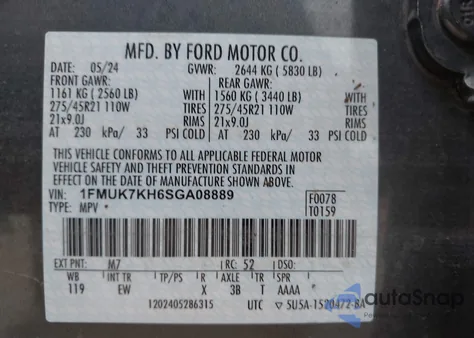 MFD. BY FORD MOTOR CO.
DATE: 05/24 GVWR: 2644 KG ( 5830 LB)
FRONT GAWR: REAR GAWR:
1161 KG ( 2560 LB) WITH 1560 KG ( 3440 LB) WITH
275/45R21 110W TIRES 275/45R21 110W TIRES
21x9.0J RIMS 21x9.0J RIMS
AT 230 kPa/ 33 PSI COLD AT 230 kPa/ 33 PSI COLD
THIS VEHICLE CONFORMS TO ALL APPLICABLE FEDERAL MOTOR
VEHICLE SAFETY AND THEFT PREVENTION STANDARDS IN
EFFECT ON THE DATE OF MANUFACTURE SHOWN ABOVE.
VIN: 1FMUK7KH6SGA08889 F0078
TYPE: MPV T0159
EXT PNT: M7 RC: 52 DSO:
WB INT TR TP/PS R AXLE T SPR
119 EW X 3B T AAAA
1202405286315 UTC ▽ SU5A-1520472-BA
autoSnap